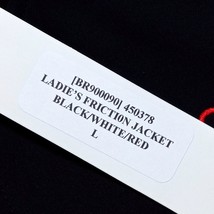 [BR900090] 450378
LADIE'S FRICTION JACKET
BLACK/WHITE/RED
L